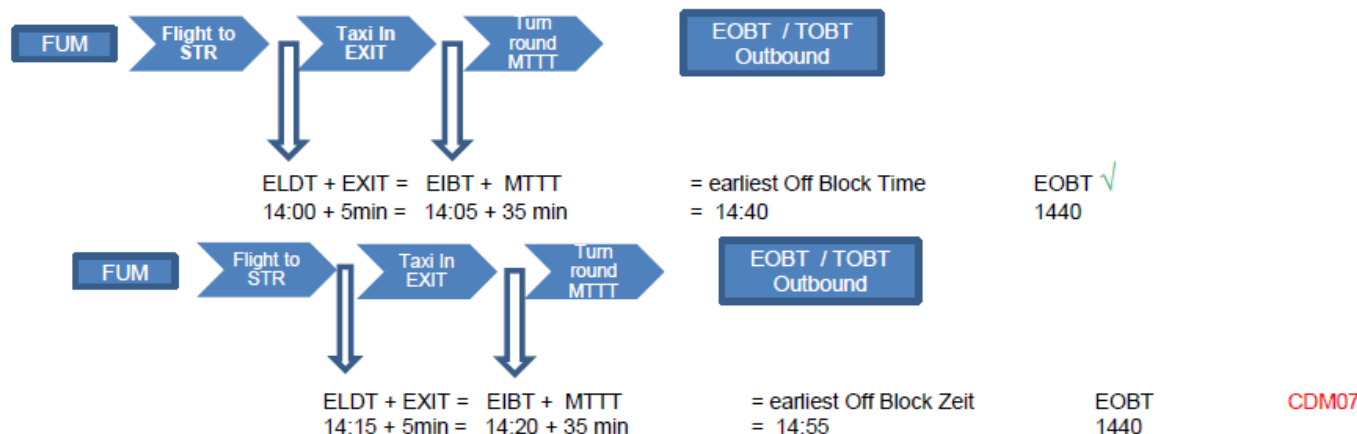 FUM
Flight to
STR
Taxi In
EXIT
Turn
round
MTTT
EOBT / TOBT
Outbound
ELDT + EXIT = EIBT + MTTT = earliest Off Block Time EOBT √
14:00 + 5min = 14:05 + 35 min = 14:40 1440
FUM
Flight to
STR
Taxi In
EXIT
Turn
round
MTTT
EOBT / TOBT
Outbound
ELDT + EXIT = EIBT + MTTT = earliest Off Block Zeit EOBT CDM07
14:15 + 5min = 14:20 + 35 min = 14:55 1440